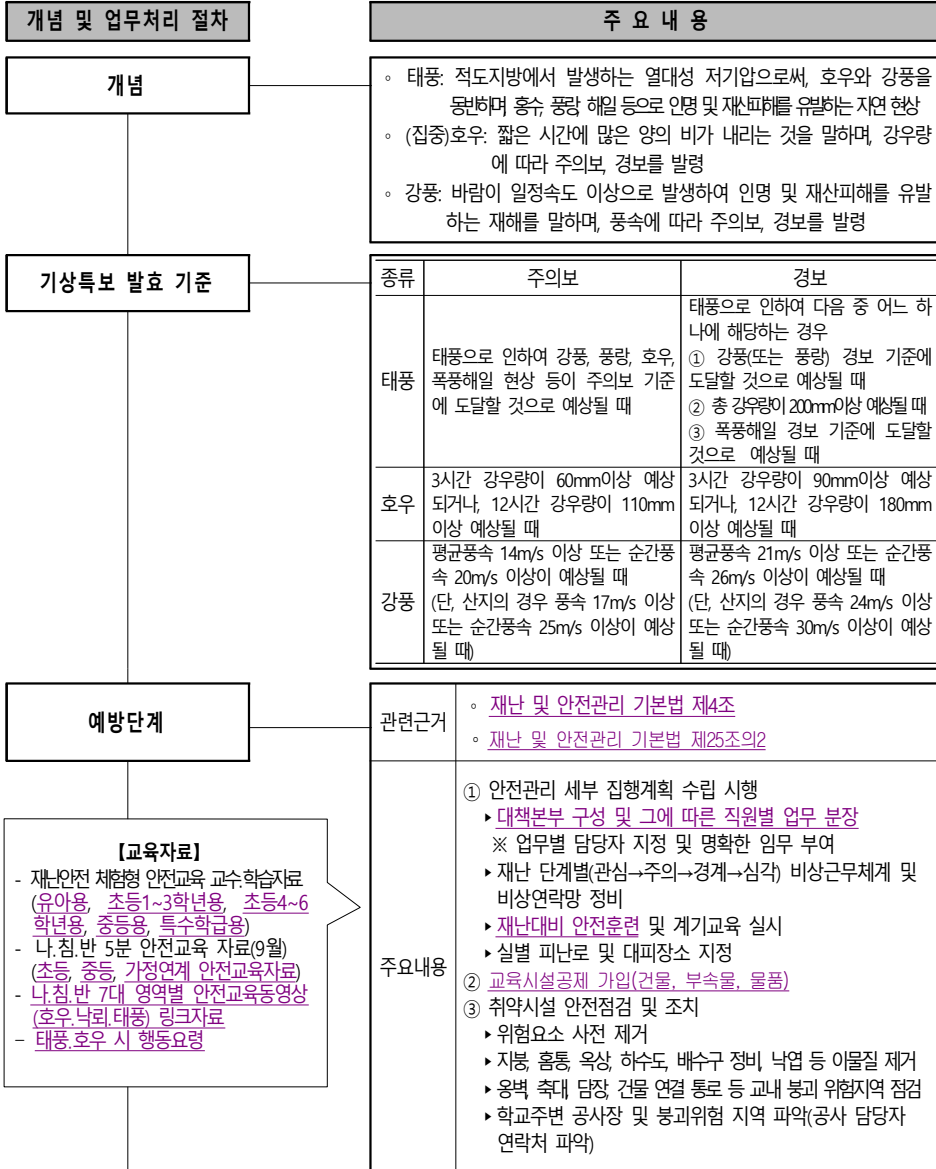 개념 및 업무처리 절차
주 요 내 용
개념
◦ 태풍: 적도지방에서 발생하는 열대성 저기압으로써, 호우와 강풍을
동반하며, 홍수, 풍랑, 해일 등으로 인명 및 재산피해를 유발하는 자연 현상
◦ (집중)호우: 짧은 시간에 많은 양의 비가 내리는 것을 말하며, 강우량
에 따라 주의보, 경보를 발령
◦ 강풍: 바람이 일정속도 이상으로 발생하여 인명 및 재산피해를 유발
하는 재해를 말하며, 풍속에 따라 주의보, 경보를 발령
기상특보 발효 기준
종류
주의보
경보
태풍
태풍으로 인하여 강풍, 풍랑, 호우,
폭풍해일 현상 등이 주의보 기준
에 도달할 것으로 예상될 때
태풍으로 인하여 다음 중 어느 하
나에 해당하는 경우
① 강풍(또는 풍랑) 경보 기준에
도달할 것으로 예상될 때
② 총 강우량이 200mm이상 예상될 때
③ 폭풍해일 경보 기준에 도달할
것으로 예상될 때
호우
3시간 강우량이 60mm이상 예상
되거나, 12시간 강우량이 110mm
이상 예상될 때
3시간 강우량이 90mm이상 예상
되거나, 12시간 강우량이 180mm
이상 예상될 때
강풍
평균풍속 14m/s 이상 또는 순간풍
속 20m/s 이상이 예상될 때
(단, 산지의 경우 풍속 17m/s 이상
또는 순간풍속 25m/s 이상이 예상
될 때)
평균풍속 21m/s 이상 또는 순간풍
속 26m/s 이상이 예상될 때
(단, 산지의 경우 풍속 24m/s 이상
또는 순간풍속 30m/s 이상이 예상
될 때)
예방단계
【교육자료】
- 재난안전 체험형 안전교육 교수.학습자료
(유아용, 초등1~3학년용, 초등4~6
학년용, 중등용, 특수학급용)
- 나.침.반 5분 안전교육 자료(9월)
(초등, 중등, 가정연계 안전교육자료)
- 나.침.반 7대 영역별 안전교육동영상
(호우.낙뢰.태풍) 링크자료
- 태풍.호우 시 행동요령
관련근거
◦ 재난 및 안전관리 기본법 제4조
◦ 재난 및 안전관리 기본법 제25조의2
주요내용
① 안전관리 세부 집행계획 수립 시행
▸대책본부 구성 및 그에 따른 직원별 업무 분장
※ 업무별 담당자 지정 및 명확한 임무 부여
▸재난 단계별(관심→주의→경계→심각) 비상근무체계 및
비상연락망 정비
▸재난대비 안전훈련 및 계기교육 실시
▸실별 피난로 및 대피장소 지정
② 교육시설공제 가입(건물, 부속물, 물품)
③ 취약시설 안전점검 및 조치
▸위험요소 사전 제거
▸지붕, 홈통, 옥상, 하수도, 배수구 정비, 낙엽 등 이물질 제거
▸옹벽, 축대, 담장, 건물 연결 통로 등 교내 붕괴 위험지역 점검
▸학교주변 공사장 및 붕괴위험 지역 파악(공사 담당자
연락처 파악)